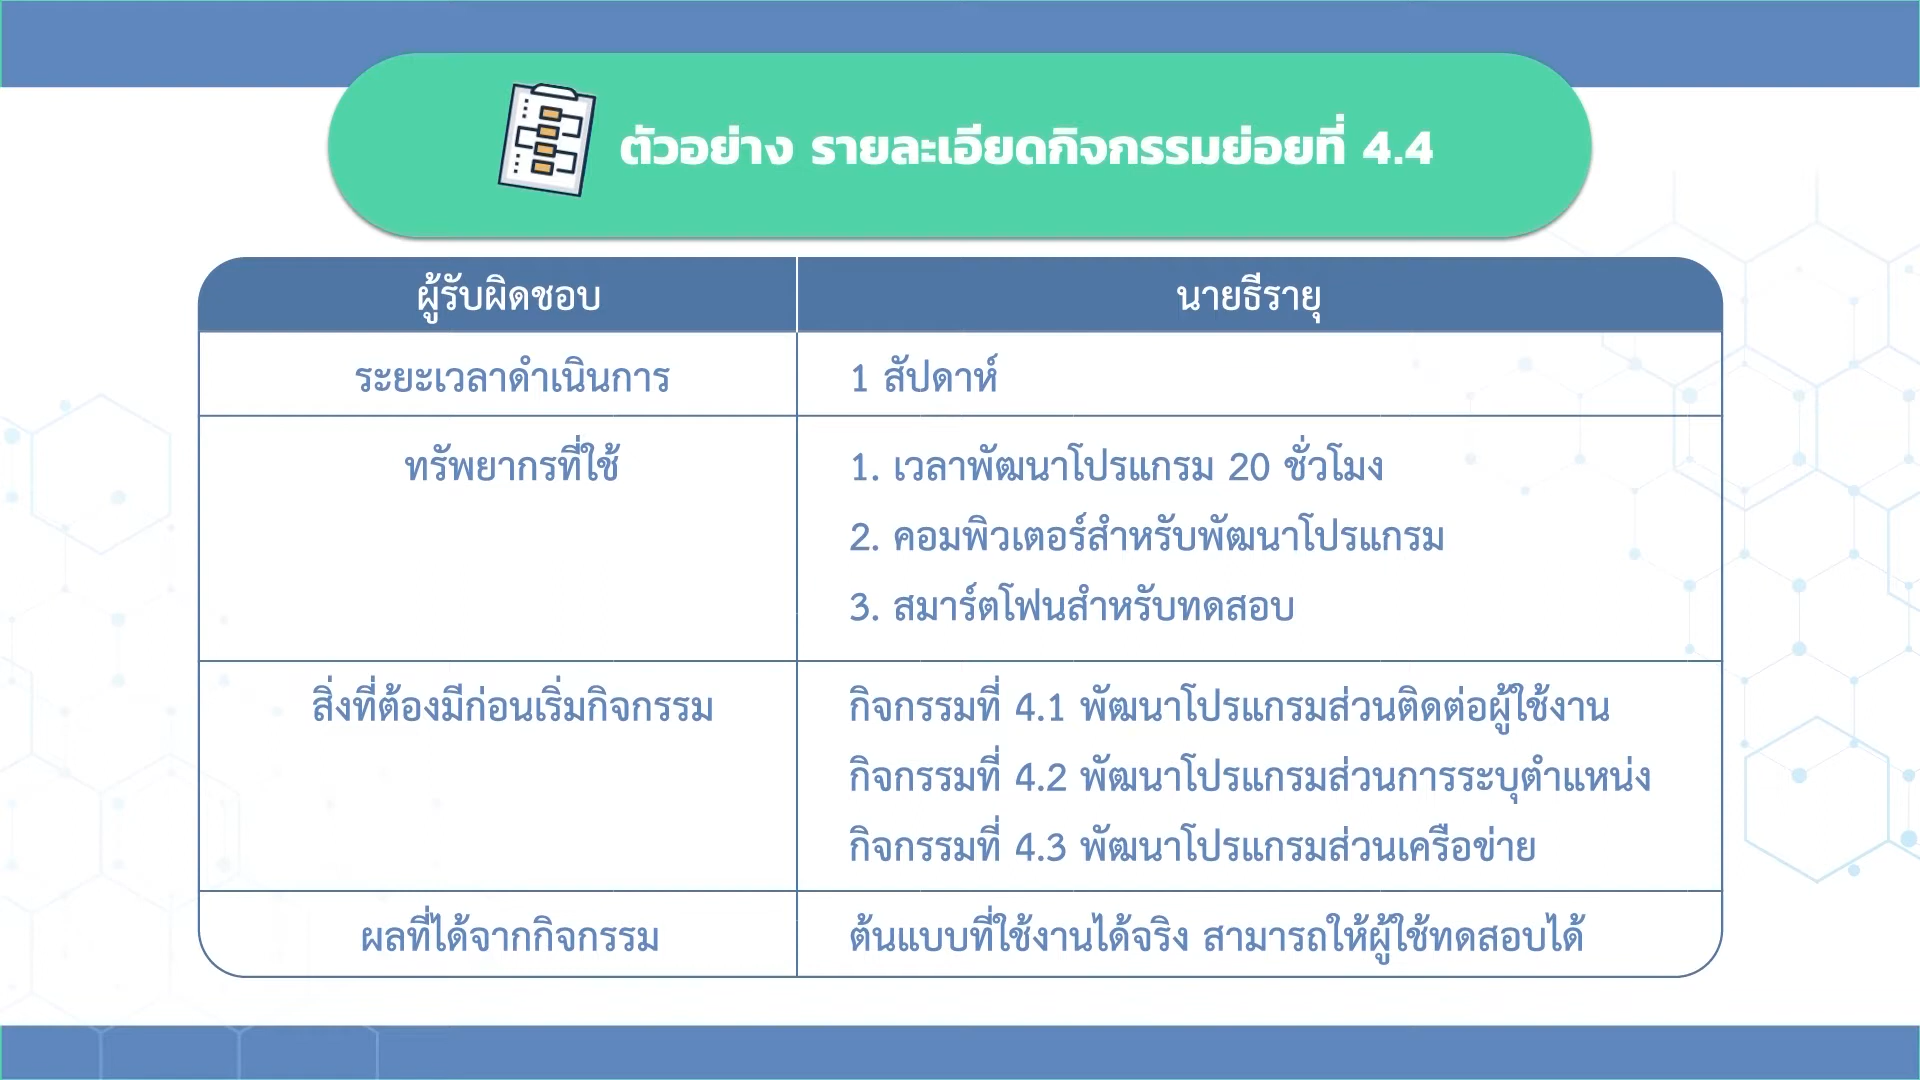 ตัวอย่าง รายละเอียดกิจกรรมย่อยที่ 4.4
ผู้รับผิดชอบ
นายธีรายุ
ระยะเวลาดำเนินการ
1 สัปดาห์
ทรัพยากรที่ใช้
1. เวลาพัฒนาโปรแกรม 20 ชั่วโมง
2. คอมพิวเตอร์สำหรับพัฒนาโปรแกรม
3. สมาร์ตโฟนสำหรับทดสอบ
สิ่งที่ต้องมีก่อนเริ่มกิจกรรม
กิจกรรมที่ 4.1 พัฒนาโปรแกรมส่วนติดต่อผู้ใช้งาน
กิจกรรมที่ 4.2 พัฒนาโปรแกรมส่วนการระบุตำแหน่ง
กิจกรรมที่ 4.3 พัฒนาโปรแกรมส่วนเครือข่าย
ผลที่ได้จากกิจกรรม
ต้นแบบที่ใช้งานได้จริง สามารถให้ผู้ใช้ทดสอบได้